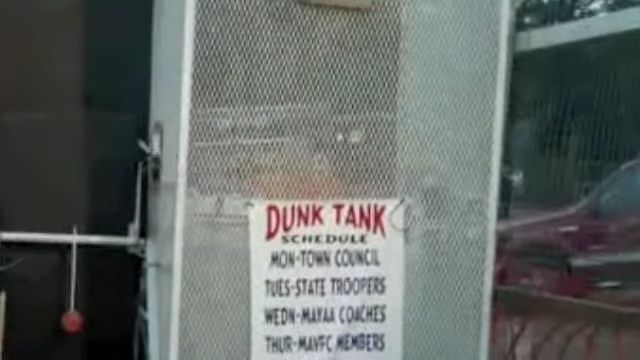 DUNK TANK
SCHEDULE
MON-TOWN COUNCIL
TUES-STATE TROOPERS
WEDN-MAYAA COACHES
THUR-MAVFC MEMBERS